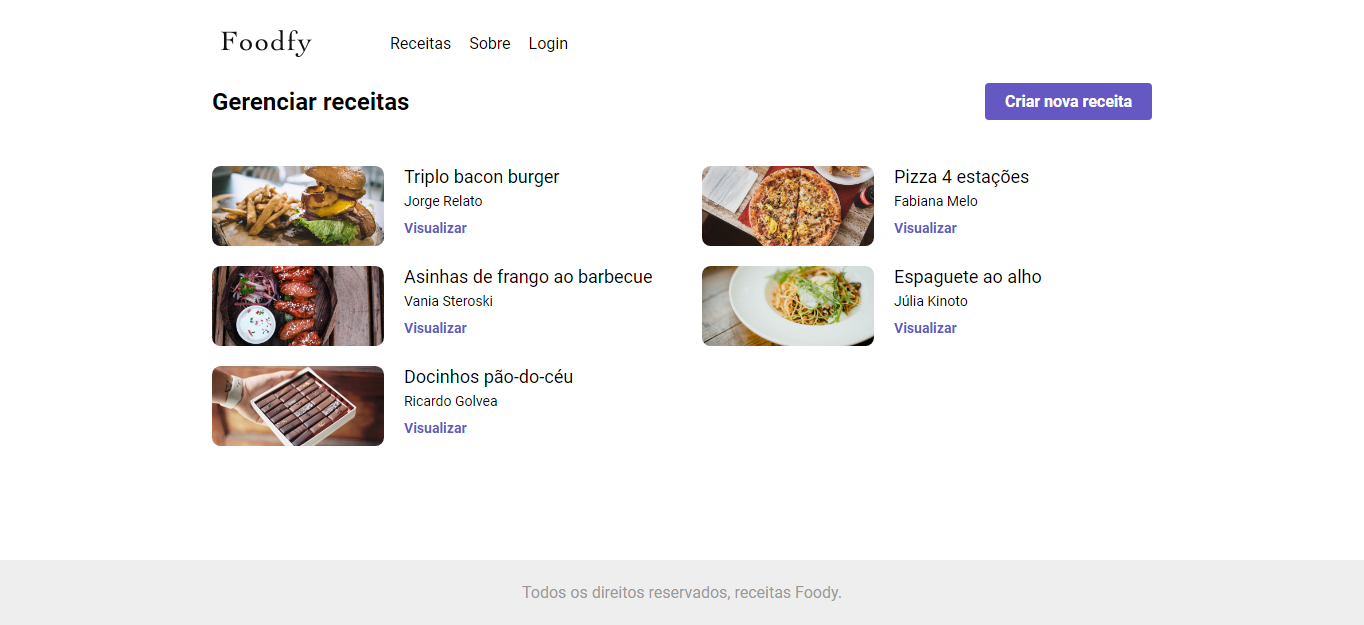 Foodfy
Receitas Sobre Login
Gerenciar receitas
Criar nova receita
Triplo bacon burger
Jorge Relato
Visualizar
Pizza 4 estações
Fabiana Melo
Visualizar
Asinhas de frango ao barbecue
Vania Steroski
Visualizar
Espaguete ao alho
Júlia Kinoto
Visualizar
Docinhos pão-do-céu
Ricardo Golvea
Visualizar
Todos os direitos reservados, receitas Foody.